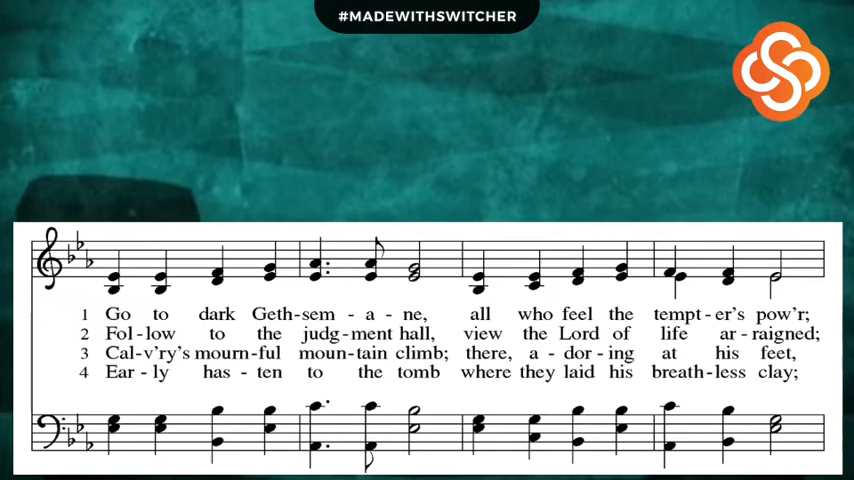 #MADEWITHSWITCHER
1 Go to dark Geth-sem - a - ne, all who feel the tempt-er's pow'r;
2 Fol-low to the judg-ment hall, view the Lord of life ar-raigned;
3 Cal-v'ry's mourn-ful moun-tain climb; there, a-dor-ing at his feet,
4 Ear-ly has-ten to the tomb where they laid his breath-less clay;